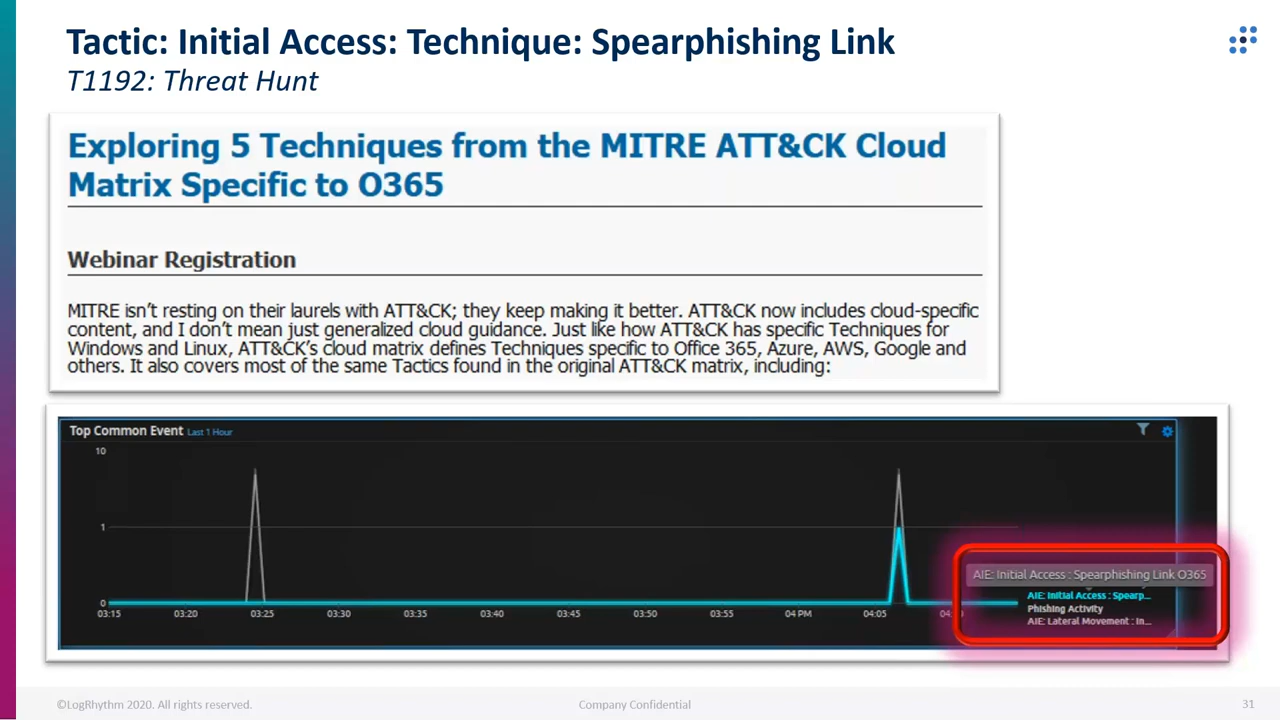 Tactic: Initial Access: Technique: Spearphishing Link
T1192: Threat Hunt
Exploring 5 Techniques from the MITRE ATT&CK Cloud
Matrix Specific to O365
Webinar Registration
MITRE isn't resting on their laurels with ATT&CK; they keep making it better. ATT&CK now includes cloud-specific
content, and I don't mean just generalized cloud guidance. Just like how ATT&CK has specific Techniques for
Windows and Linux, ATT&CK's cloud matrix defines Techniques specific to Office 365, Azure, AWS, Google and
others. It also covers most of the same Tactics found in the original ATT&CK matrix, including:
Top Common Event Last 1 Hour
10
1
0
03:15 03:20 03:25 03:30 03:35 03:40 03:45 03:50 03:55 04 PM 04:05
AIE: Initial Access : Spearphishing Link O365
AIE: Initial Access : Spearp...
Phishing Activity
AIE: Lateral Movement : In...
©LogRhythm 2020. All rights reserved.
Company Confidential
31